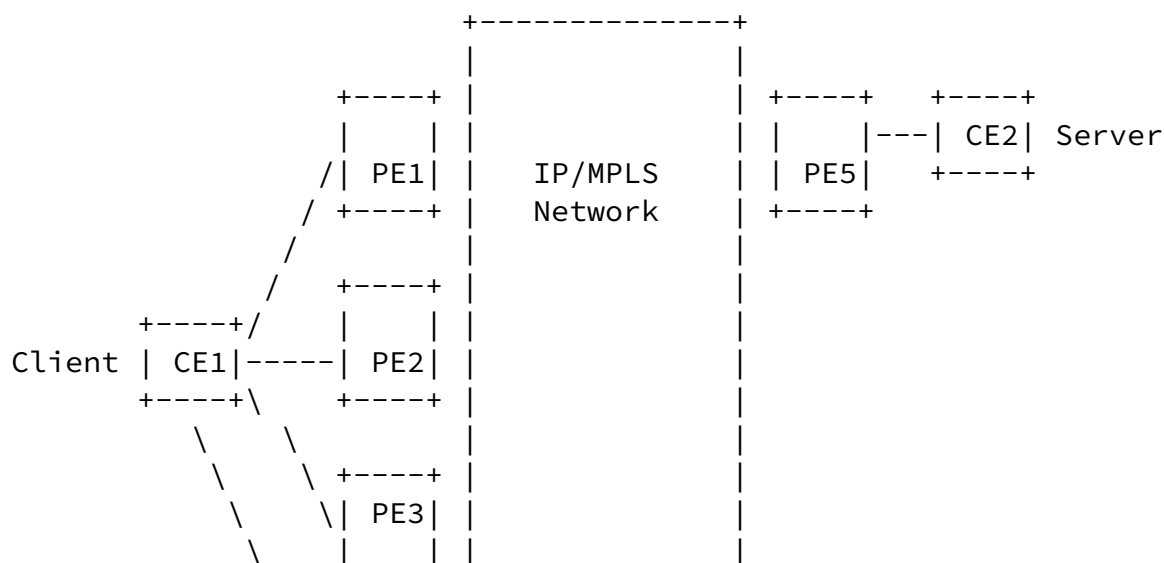 +--------------+
|              |
+----+ |              | +----+   +----+
|    | |              | |    |---| CE2| Server
/| PE1| |   IP/MPLS    | | PE5|   +----+
/ +----+ |   Network    | +----+
/        |              |
/  +----+ |              |
+----+/   |    | |              |
Client | CE1|-----| PE2| |              |
+----+\   +----+ |              |
\  \         |              |
\  \ +----+ |              |
\  \| PE3| |              |
\   |    | |              |